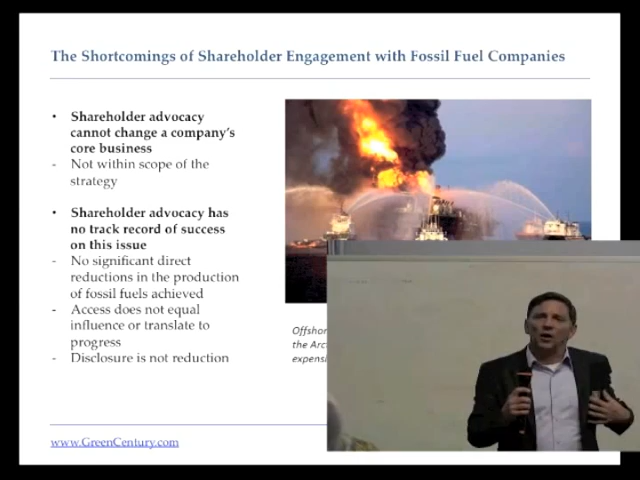 The Shortcomings of Shareholder Engagement with Fossil Fuel Companies
• Shareholder advocacy
cannot change a company's
core business
- Not within scope of the
strategy
• Shareholder advocacy has
no track record of success
on this issue
- No significant direct
reductions in the production
of fossil fuels achieved
- Access does not equal
influence or translate to
progress
- Disclosure is not reduction
the
www.GreenCentury.com